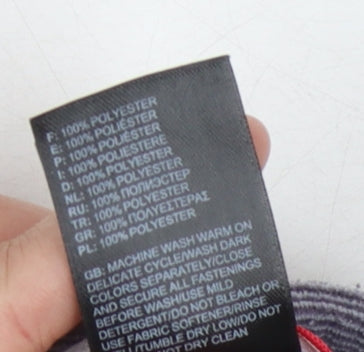 F: 100% POLYESTER
E: 100% POLIÉSTER
P: 100% POLIÉSTER
I: 100% POLIESTERE
D: 100% POLYESTER
NL: 100% POLYESTER
RU: 100% ПОЛИЭСТЕР
TR: 100% POLYESTER
GR: 100% ΠΟΛΥΕΣΤΕΡΑΣ
PL: 100% POLYESTER
GB: MACHINE WASH WARM ON
DELICATE CYCLE/WASH DARK
COLORS SEPARATELY/CLOSE
AND SECURE ALL FASTENINGS
BEFORE WASH/USE MILD
DETERGENT/DO NOT BLEACH OR
USE FABRIC SOFTENER/RINSE
WELL/TUMBLE DRY LOW/DO NOT
NOT DRY CLEAN